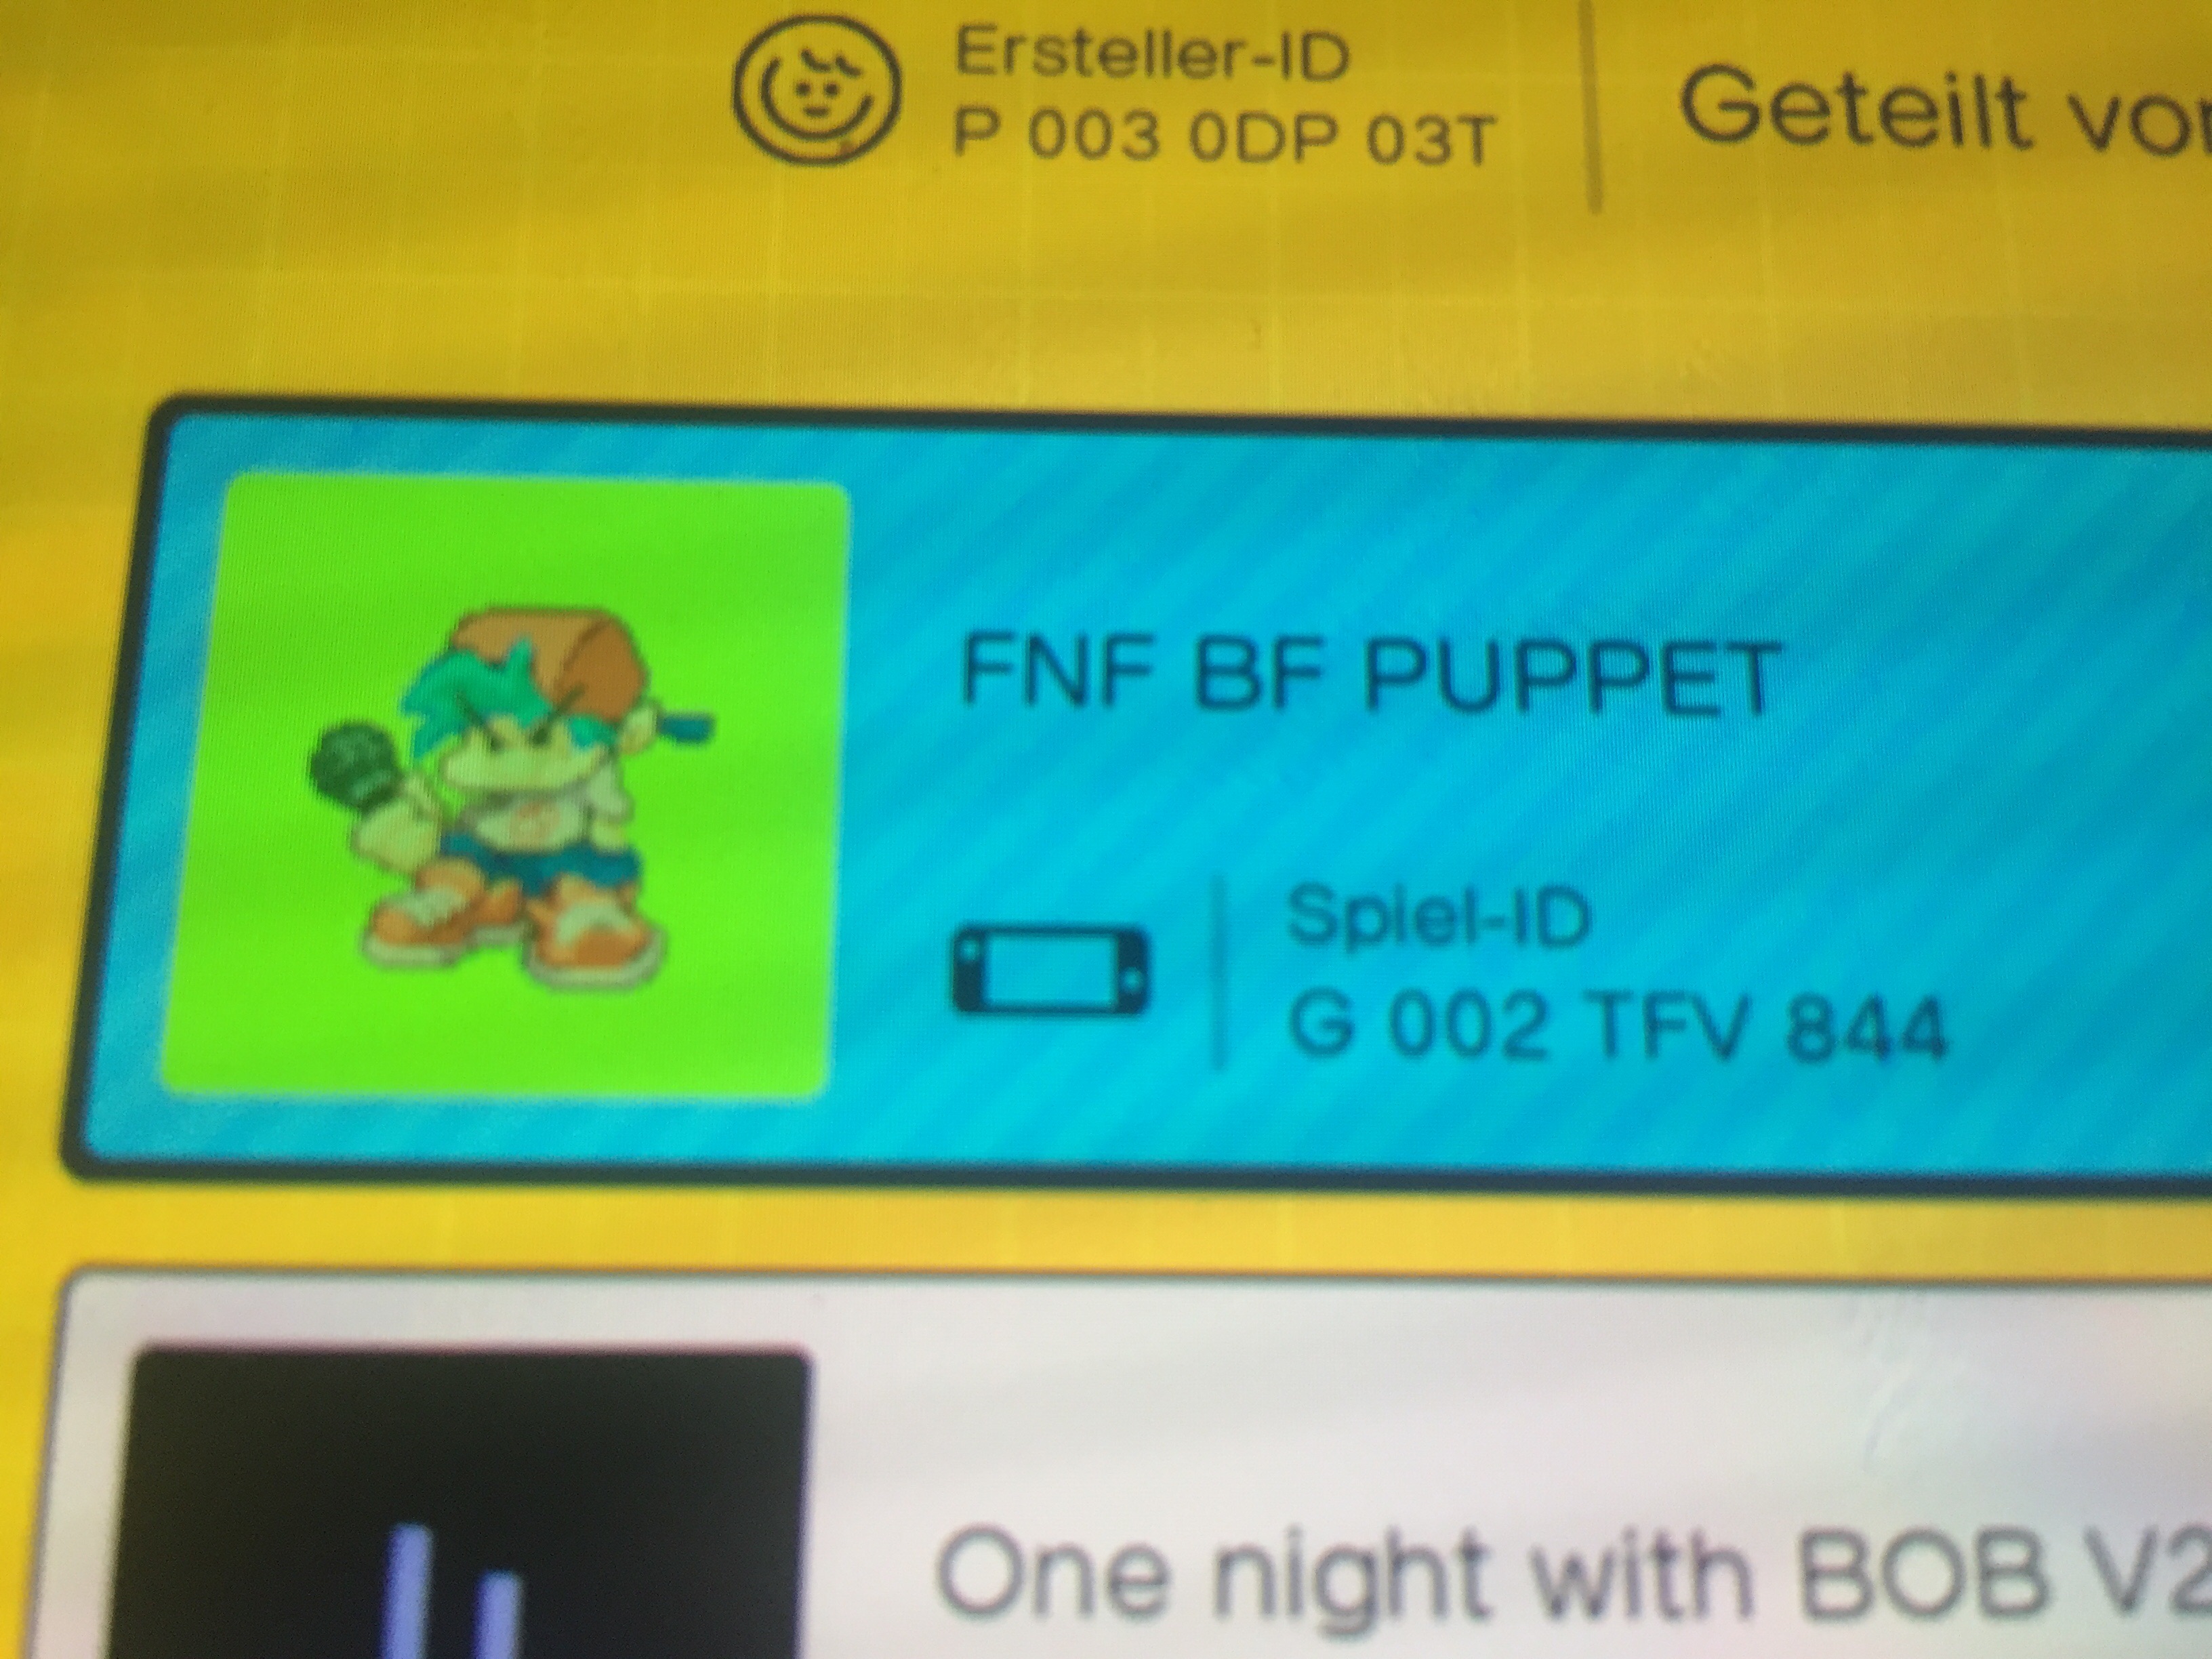 Ersteller-ID
P 003 0DP 03T
Geteilt von
FNF BF PUPPET
Spiel-ID
G 002 TFV 844
One night with BOB V2